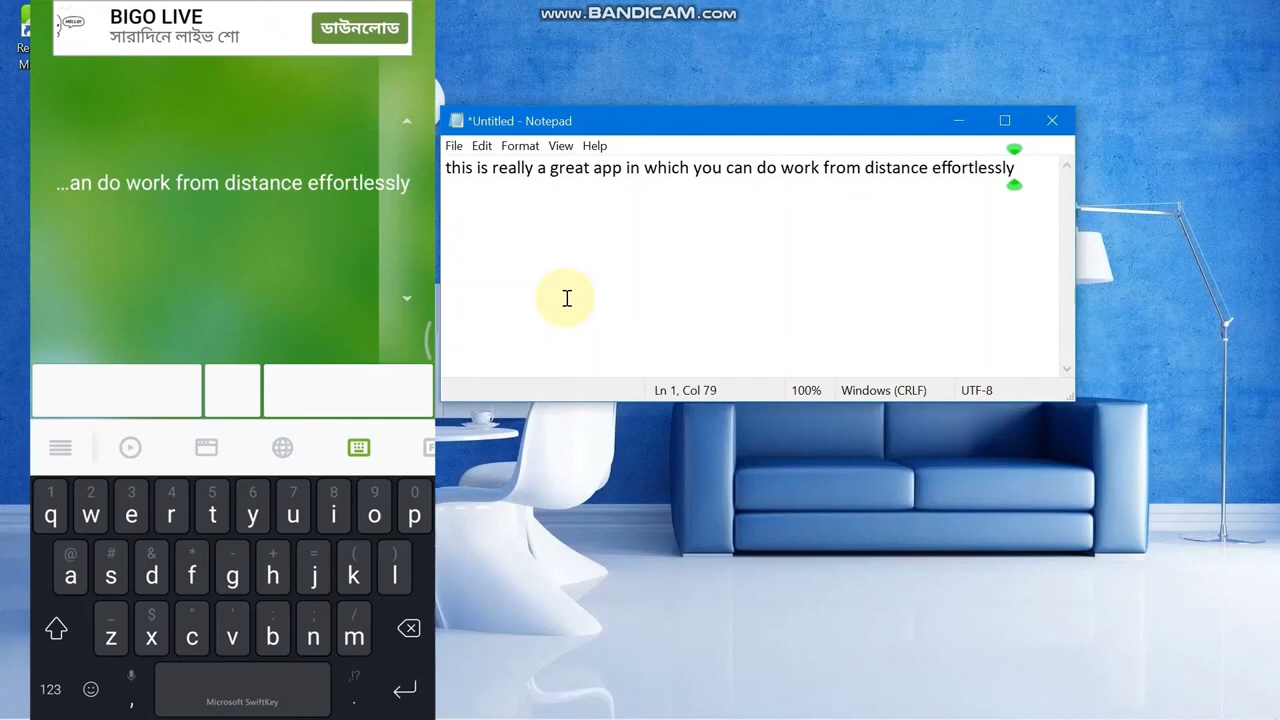 www.BANDICAM.com
BIGO LIVE
সারাদিনে লাইভ শো
ডাউনলোড
Re
M
...an do work from distance effortlessly
*Untitled - Notepad
File Edit Format View Help
this is really a great app in which you can do work from distance effortlessly
Ln 1, Col 79 100% Windows (CRLF) UTF-8
1 2 3 4 5 6 7 8 9 0
q w e r t y u i o p
@ # & * - + = ( )
a s d f g h j k l
_ $ " ' : ; /
z x c v b n m
,!?
123 , Microsoft SwiftKey .